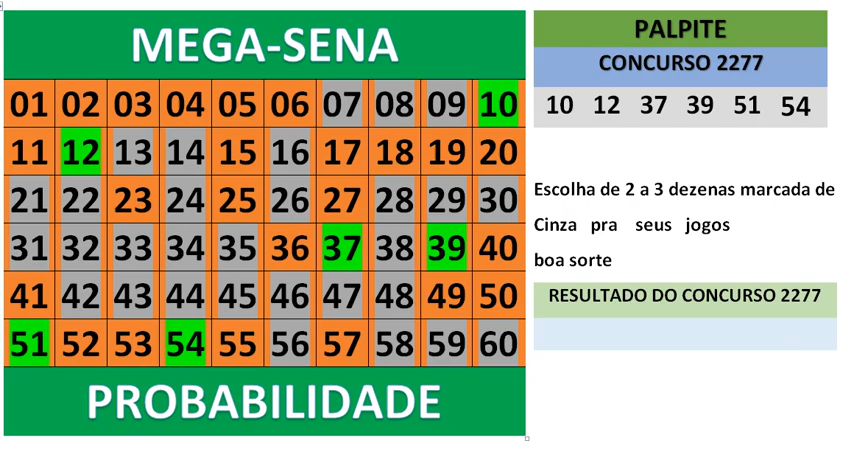 MEGA-SENA
01 02 03 04 05 06 07 08 09 10
11 12 13 14 15 16 17 18 19 20
21 22 23 24 25 26 27 28 29 30
31 32 33 34 35 36 37 38 39 40
41 42 43 44 45 46 47 48 49 50
51 52 53 54 55 56 57 58 59 60
PROBABILIDADE
PALPITE
CONCURSO 2277
10 12 37 39 51 54
Escolha de 2 a 3 dezenas marcada de
Cinza pra seus jogos
boa sorte
RESULTADO DO CONCURSO 2277